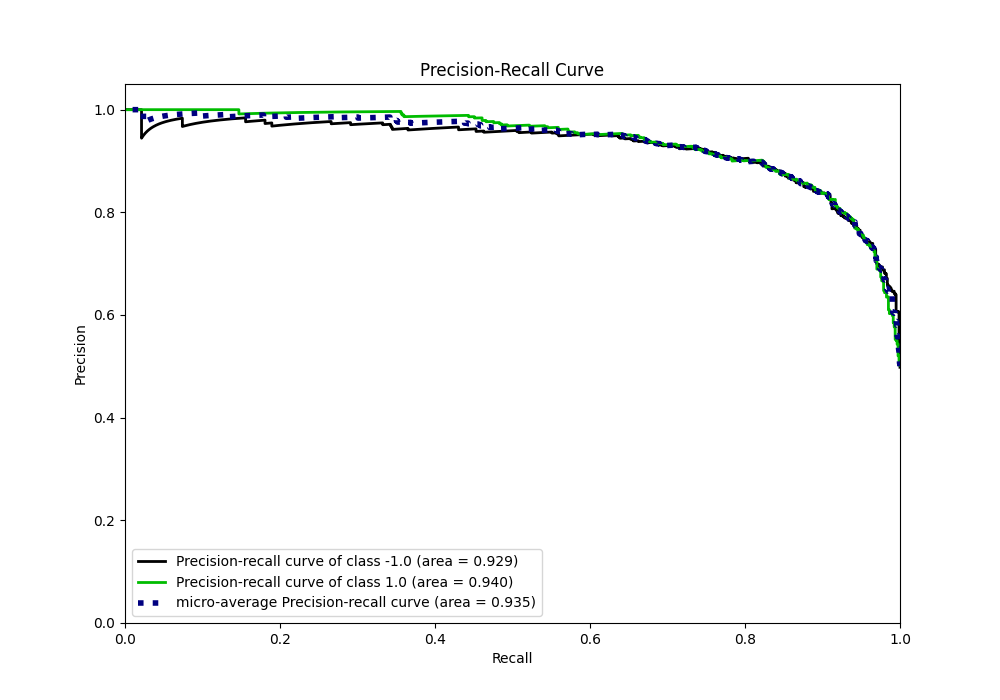 Precision-Recall Curve
1.0
0.8
0.6
0.4
0.2
0.0
Precision
Precision-recall curve of class -1.0 (area = 0.929)
Precision-recall curve of class 1.0 (area = 0.940)
micro-average Precision-recall curve (area = 0.935)
0.0 0.2 0.4 0.6 0.8 1.0
Recall